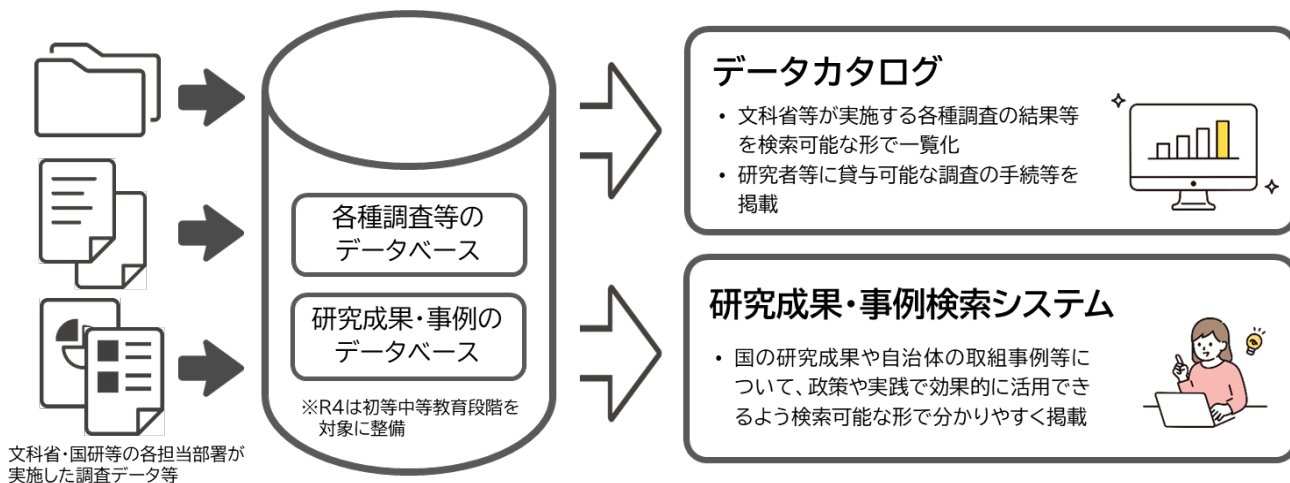 文科省・国研等の各担当部署が
実施した調査データ等
各種調査等の
データベース
研究成果・事例の
データベース
※R4は初等中等教育段階を
対象に整備
データカタログ
• 文科省等が実施する各種調査の結果等
を検索可能な形で一覧化
• 研究者等に貸与可能な調査の手続等を
掲載
研究成果・事例検索システム
• 国の研究成果や自治体の取組事例等に
ついて、政策や実践で効果的に活用でき
るよう検索可能な形で分かりやすく掲載